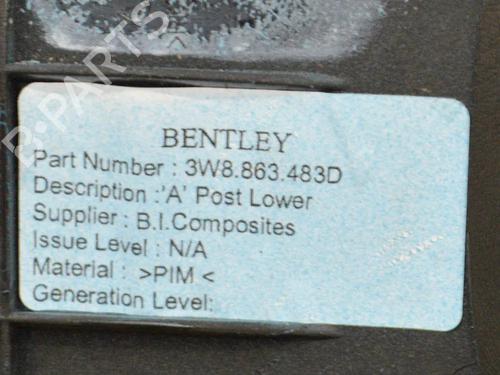 B-PARTS
BENTLEY
Part Number : 3W8.863.483D
Description :'A' Post Lower
Supplier : B.I.Composites
Issue Level : N/A
Material : >PIM <
Generation Level: